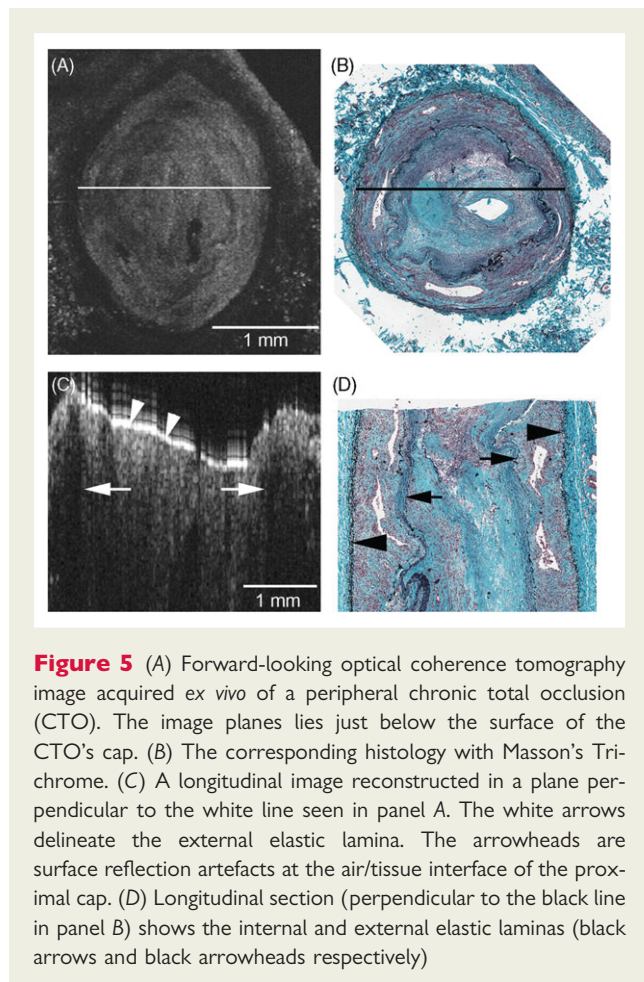 (A)
(B)
1 mm
(C)
(D)
1 mm
Figure 5 (A) Forward-looking optical coherence tomography
image acquired ex vivo of a peripheral chronic total occlusion
(CTO). The image planes lies just below the surface of the
CTO's cap. (B) The corresponding histology with Masson's Tri-
chrome. (C) A longitudinal image reconstructed in a plane per-
pendicular to the white line seen in panel A. The white arrows
delineate the external elastic lamina. The arrowheads are
surface reflection artefacts at the air/tissue interface of the prox-
imal cap. (D) Longitudinal section (perpendicular to the black line
in panel B) shows the internal and external elastic laminas (black
arrows and black arrowheads respectively)